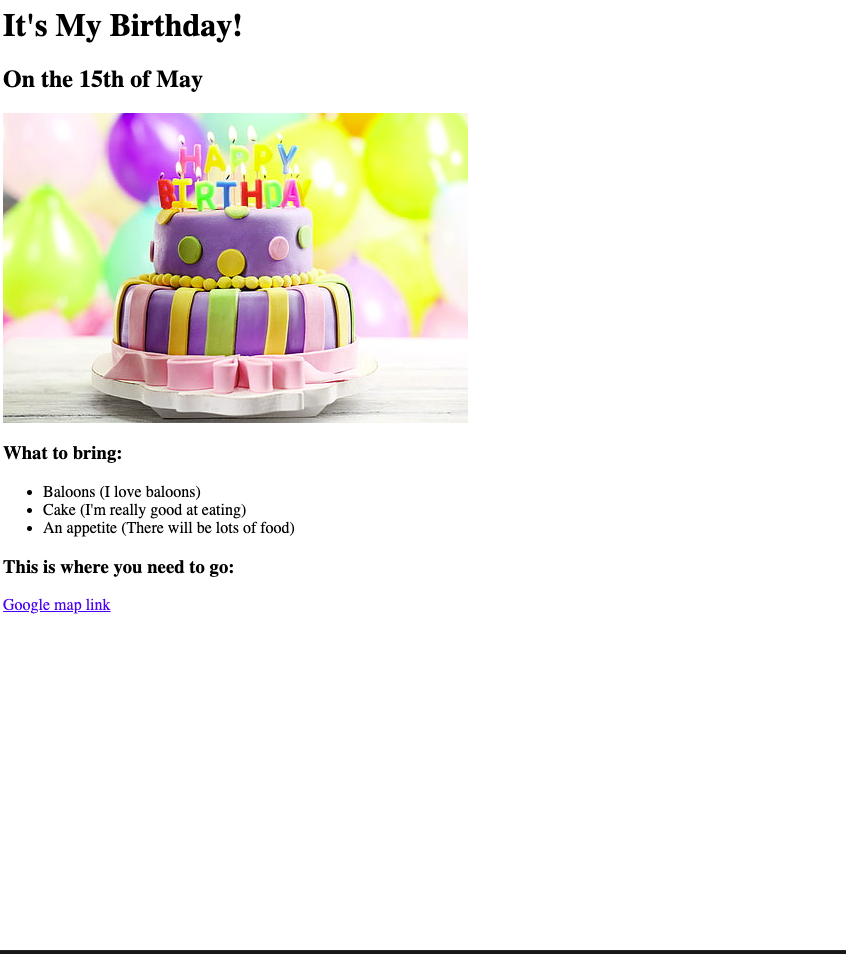 It's My Birthday!
On the 15th of May
HAPPY
BIRTHDAY
What to bring:
Baloons (I love baloons)
Cake (I'm really good at eating)
An appetite (There will be lots of food)
This is where you need to go:
Google map link